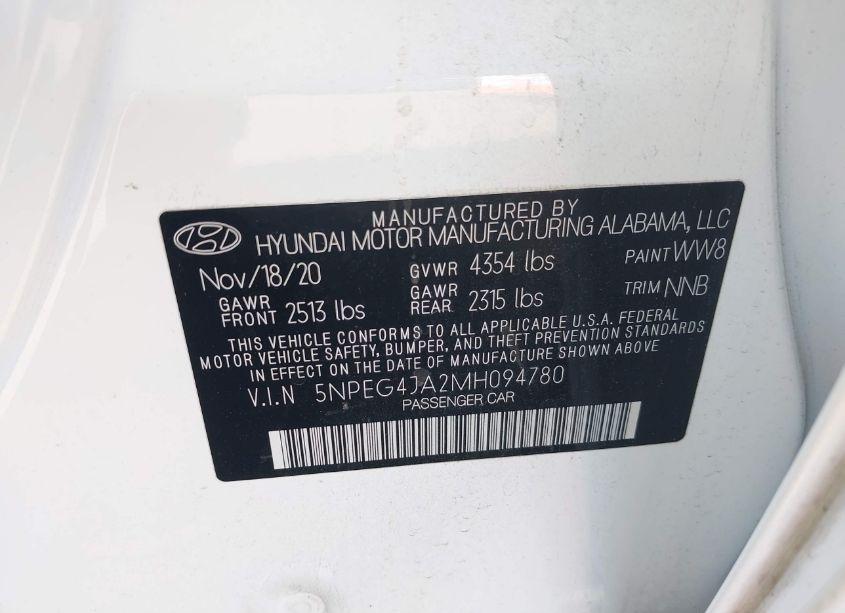 MANUFACTURED BY
HYUNDAI MOTOR MANUFACTURING ALABAMA, LLC
Nov/18/20 GVWR 4354 lbs PAINT WW8
GAWR FRONT 2513 lbs GAWR REAR 2315 lbs TRIM NNB
THIS VEHICLE CONFORMS TO ALL APPLICABLE U.S.A. FEDERAL
MOTOR VEHICLE SAFETY, BUMPER, AND THEFT PREVENTION STANDARDS
IN EFFECT ON THE DATE OF MANUFACTURE SHOWN ABOVE.
V.I.N 5NPEG4JA2MH094780
PASSENGER CAR